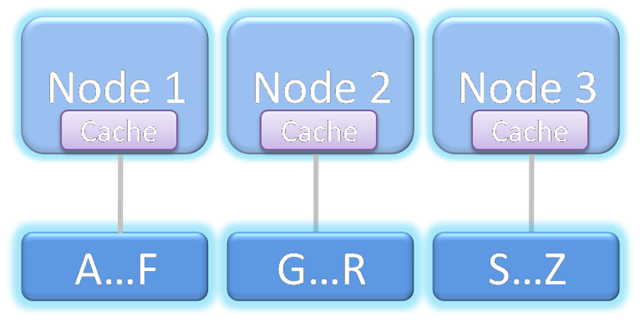 Node 1
Cache
Node 2
Cache
Node 3
Cache
A...F
G...R
S...Z